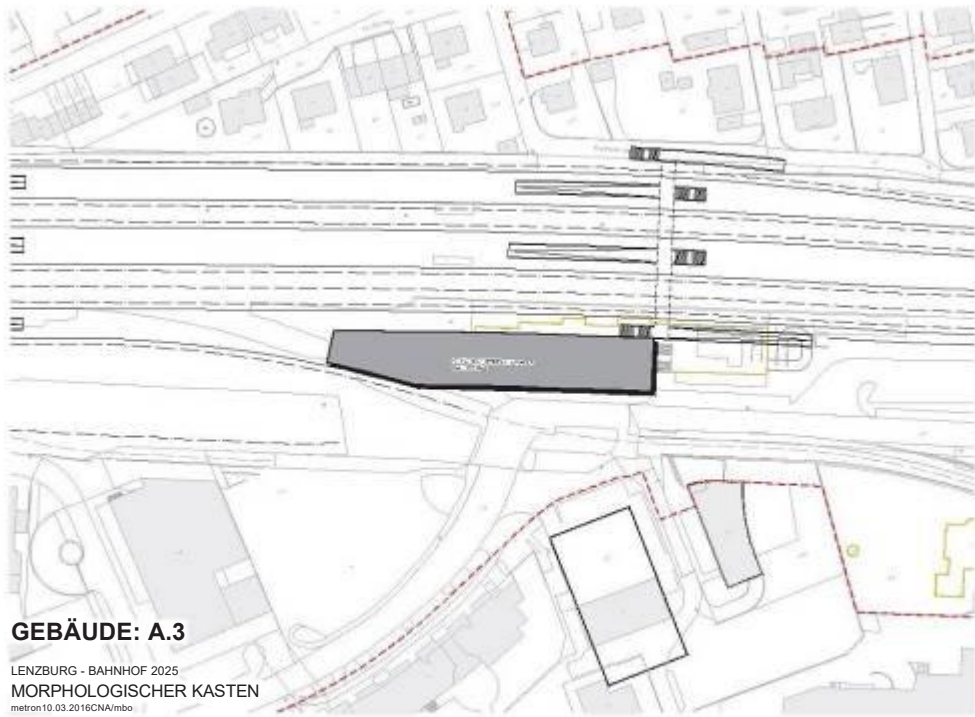 GEBÄUDE: A.3
LENZBURG - BAHNHOF 2025
MORPHOLOGISCHER KASTEN
metron10.03.2016CNA/mbo